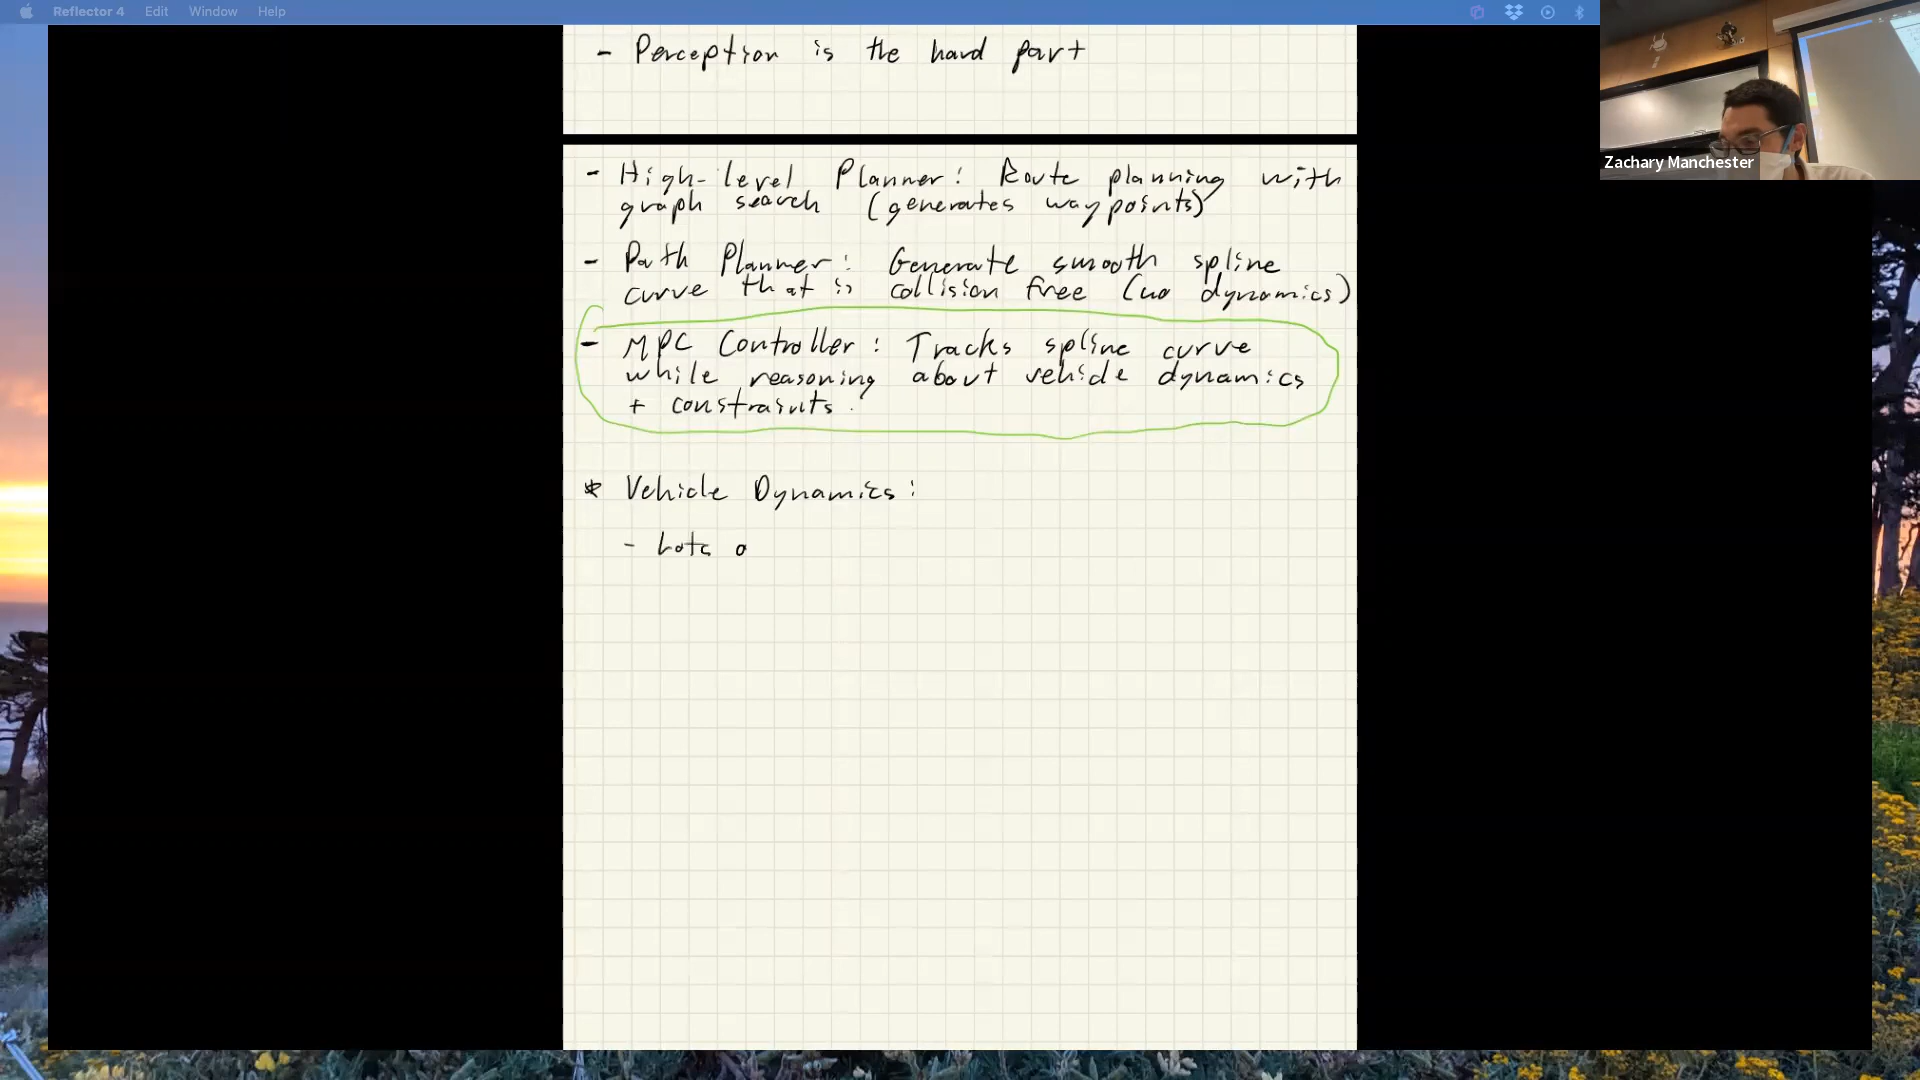 Reflector 4 Edit Window Help
- Perception is the hard part
Zachary Manchester
- High-level Planner: Route planning with
graph search (generates waypoints)
- Path Planner: Generate smooth spline
curve that is collision free (no dynamics)
- MPC Controller: Tracks spline curve
while reasoning about vehicle dynamics
+ constraints.
* Vehicle Dynamics:
- Lots o